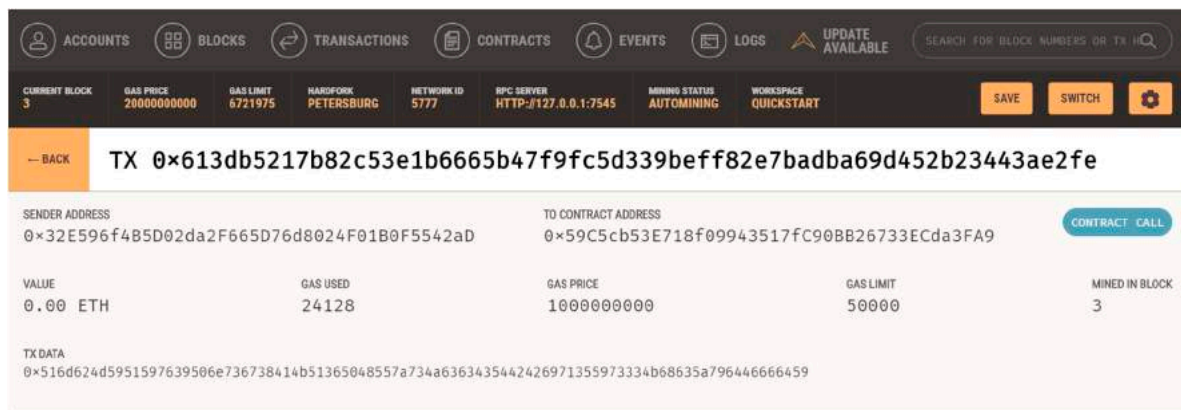 ACCOUNTS BLOCKS TRANSACTIONS CONTRACTS EVENTS LOGS UPDATE AVAILABLE SEARCH FOR BLOCK NUMBERS OR TX H
CURRENT BLOCK GAS PRICE GAS LIMIT HARDFORK NETWORK ID RPC SERVER MINING STATUS WORKSPACE
3 20000000000 6721975 PETERSBURG 5777 HTTP://127.0.0.1:7545 AUTOMINING QUICKSTART SAVE SWITCH
← BACK TX 0×613db5217b82c53e1b6665b47f9fc5d339beff82e7badba69d452b23443ae2fe
SENDER ADDRESS TO CONTRACT ADDRESS
0×32E596f4B5D02da2F665D76d8024F01B0F5542aD 0×59C5cb53E718f09943517fC90BB26733ECda3FA9 CONTRACT CALL
VALUE GAS USED GAS PRICE GAS LIMIT MINED IN BLOCK
0.00 ETH 24128 1000000000 50000 3
TX DATA
0×516d624d5951597639506e736738414b51365048557a734a636343544242697135597333​4b68635a796446666459